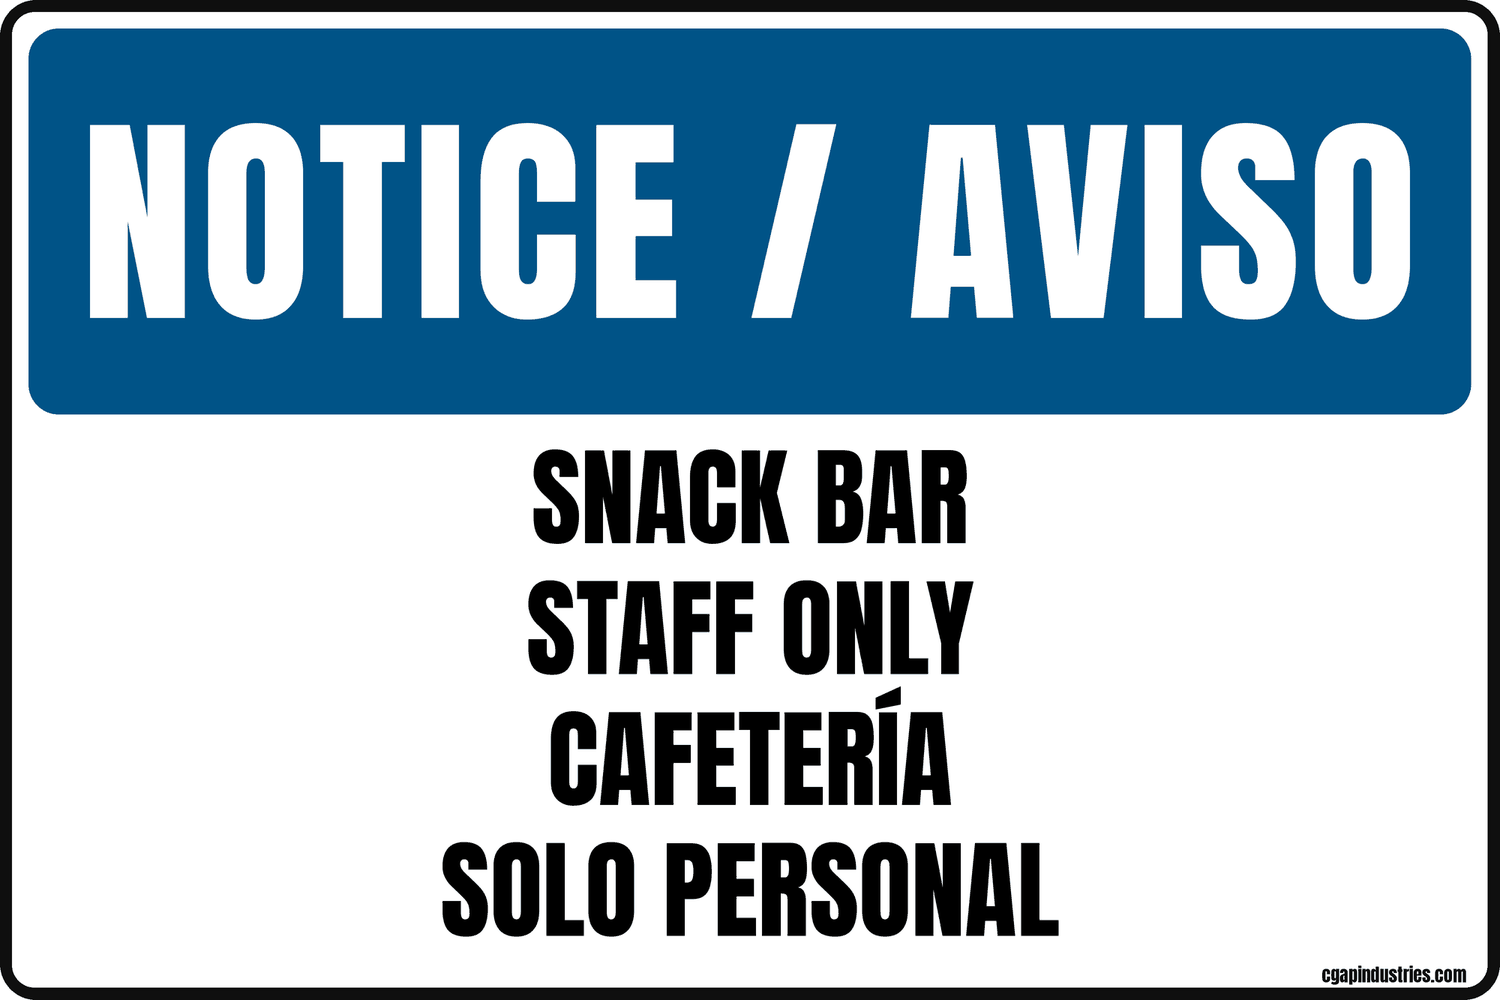 NOTICE / AVISO
SNACK BAR
STAFF ONLY
CAFETERÍA
SOLO PERSONAL
cgapindustries.com